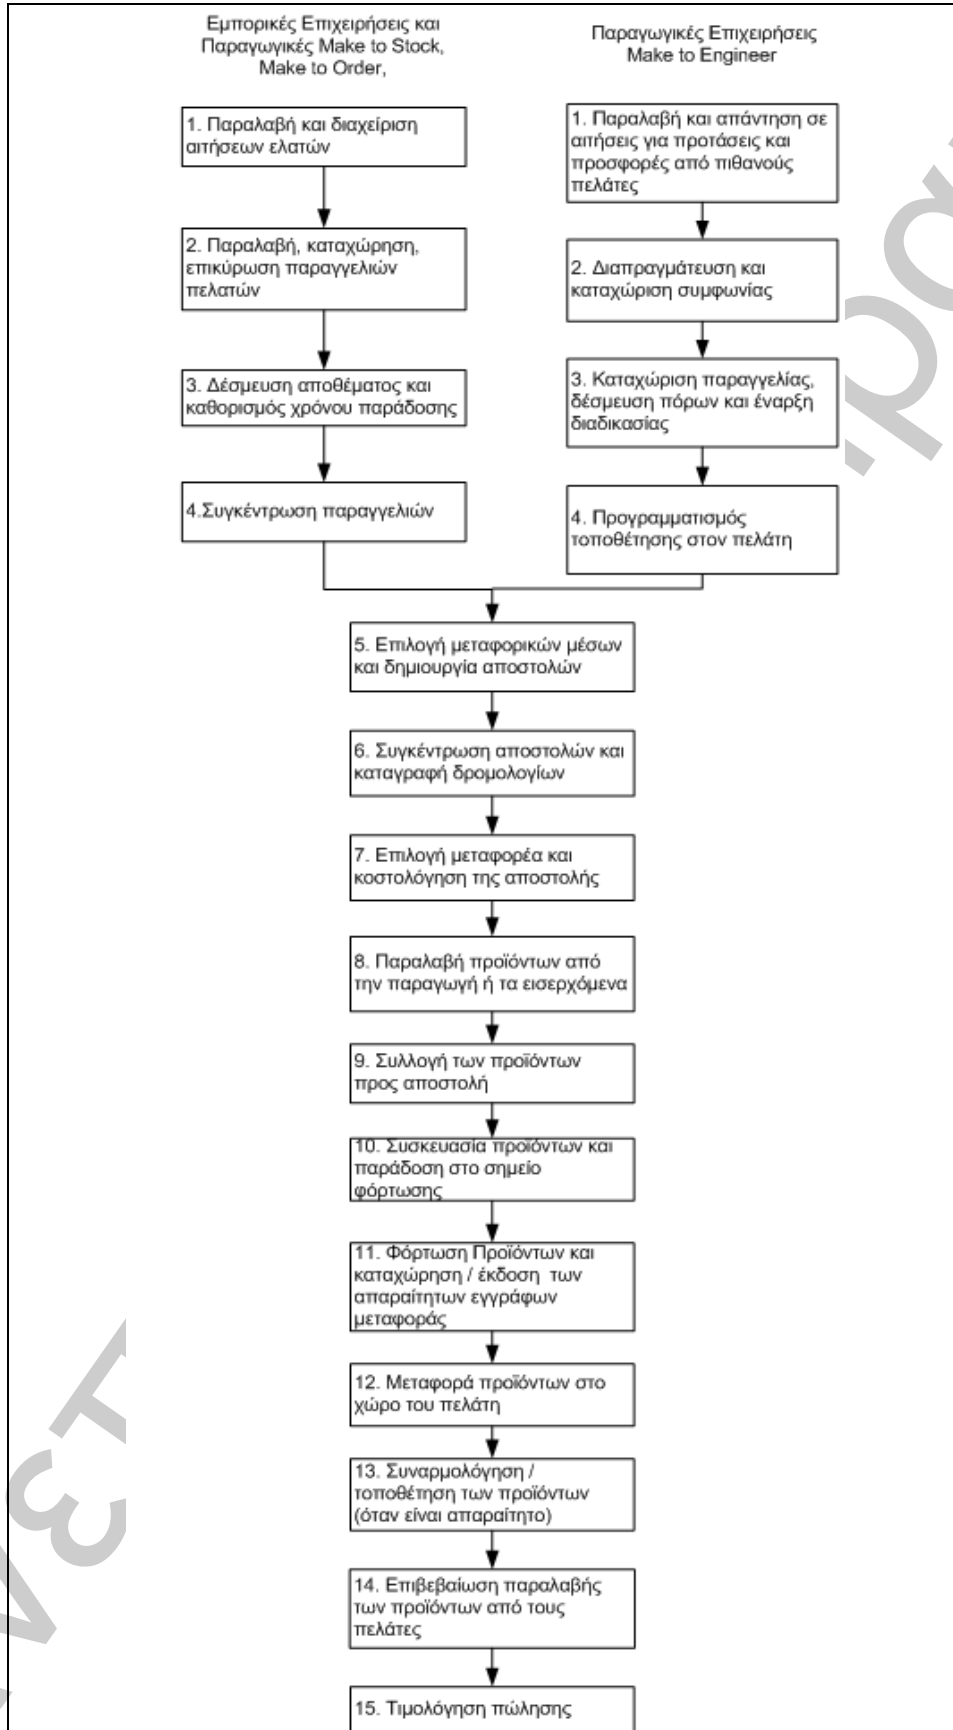 Εμπορικές Επιχειρήσεις και
Παραγωγικές Make to Stock,
Make to Order,
Παραγωγικές Επιχειρήσεις
Make to Engineer
1. Παραλαβή και διαχείριση
αιτήσεων ελατών
1. Παραλαβή και απάντηση σε
αιτήσεις για προτάσεις και
προσφορές από πιθανούς
πελάτες
2. Παραλαβή, καταχώρηση,
επικύρωση παραγγελιών
πελατών
2. Διαπραγμάτευση και
καταχώριση συμφωνίας
3. Δέσμευση αποθέματος και
καθορισμός χρόνου παράδοσης
3. Καταχώριση παραγγελίας,
δέσμευση πόρων και έναρξη
διαδικασίας
4.Συγκέντρωση παραγγελιών
4. Προγραμματισμός
τοποθέτησης στον πελάτη
5. Επιλογή μεταφορικών μέσων
και δημιουργία αποστολών
6. Συγκέντρωση αποστολών και
καταγραφή δρομολογίων
7. Επιλογή μεταφορέα και
κοστολόγηση της αποστολής
8. Παραλαβή προϊόντων από
την παραγωγή ή τα εισερχόμενα
9. Συλλογή των προϊόντων
προς αποστολή
10. Συσκευασία προϊόντων και
παράδοση στο σημείο
φόρτωσης
11. Φόρτωση Προϊόντων και
καταχώρηση / έκδοση των
απαραίτητων εγγράφων
μεταφοράς
12. Μεταφορά προϊόντων στο
χώρο του πελάτη
13. Συναρμολόγηση /
τοποθέτηση των προϊόντων
(όταν είναι απαραίτητο)
14. Επιβεβαίωση παραλαβής
των προϊόντων από τους
πελάτες
15. Τιμολόγηση πώλησης